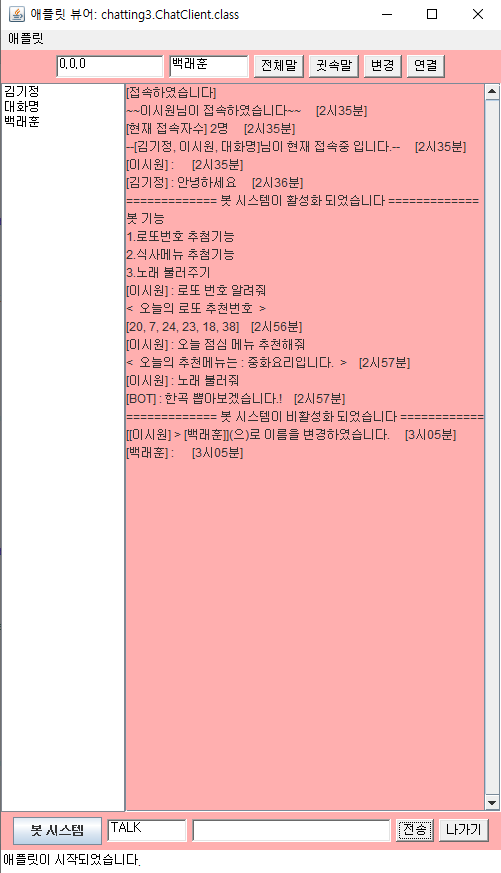 애플릿 뷰어: chatting3.ChatClient.class
애플릿
0,0,0 백래훈 전체말 귓속말 변경 연결
김기정
대화명
백래훈
[접속하였습니다]
~~이시원님이 접속하였습니다~~ [2시35분]
[현재 접속자수] 2명 [2시35분]
--[김기정, 이시원, 대화명]님이 현재 접속중 입니다.-- [2시35분]
[이시원] : [2시35분]
[김기정] : 안녕하세요 [2시36분]
============= 봇 시스템이 활성화 되었습니다 =============
봇 기능
1.로또번호 추첨기능
2.식사메뉴 추첨기능
3.노래 불러주기
[이시원] : 로또 번호 알려줘
< 오늘의 로또 추천번호 >
[20, 7, 24, 23, 18, 38] [2시56분]
[이시원] : 오늘 점심 메뉴 추천해줘
< 오늘의 추천메뉴는 : 중화요리입니다. > [2시57분]
[이시원] : 노래 불러줘
[BOT] : 한곡 뽑아보겠습니다.! [2시57분]
============= 봇 시스템이 비활성화 되었습니다 ============
[[이시원] > [백래훈]](으)로 이름을 변경하였습니다. [3시05분]
[백래훈] : [3시05분]
봇 시스템 TALK 전송 나가기
애플릿이 시작되었습니다.